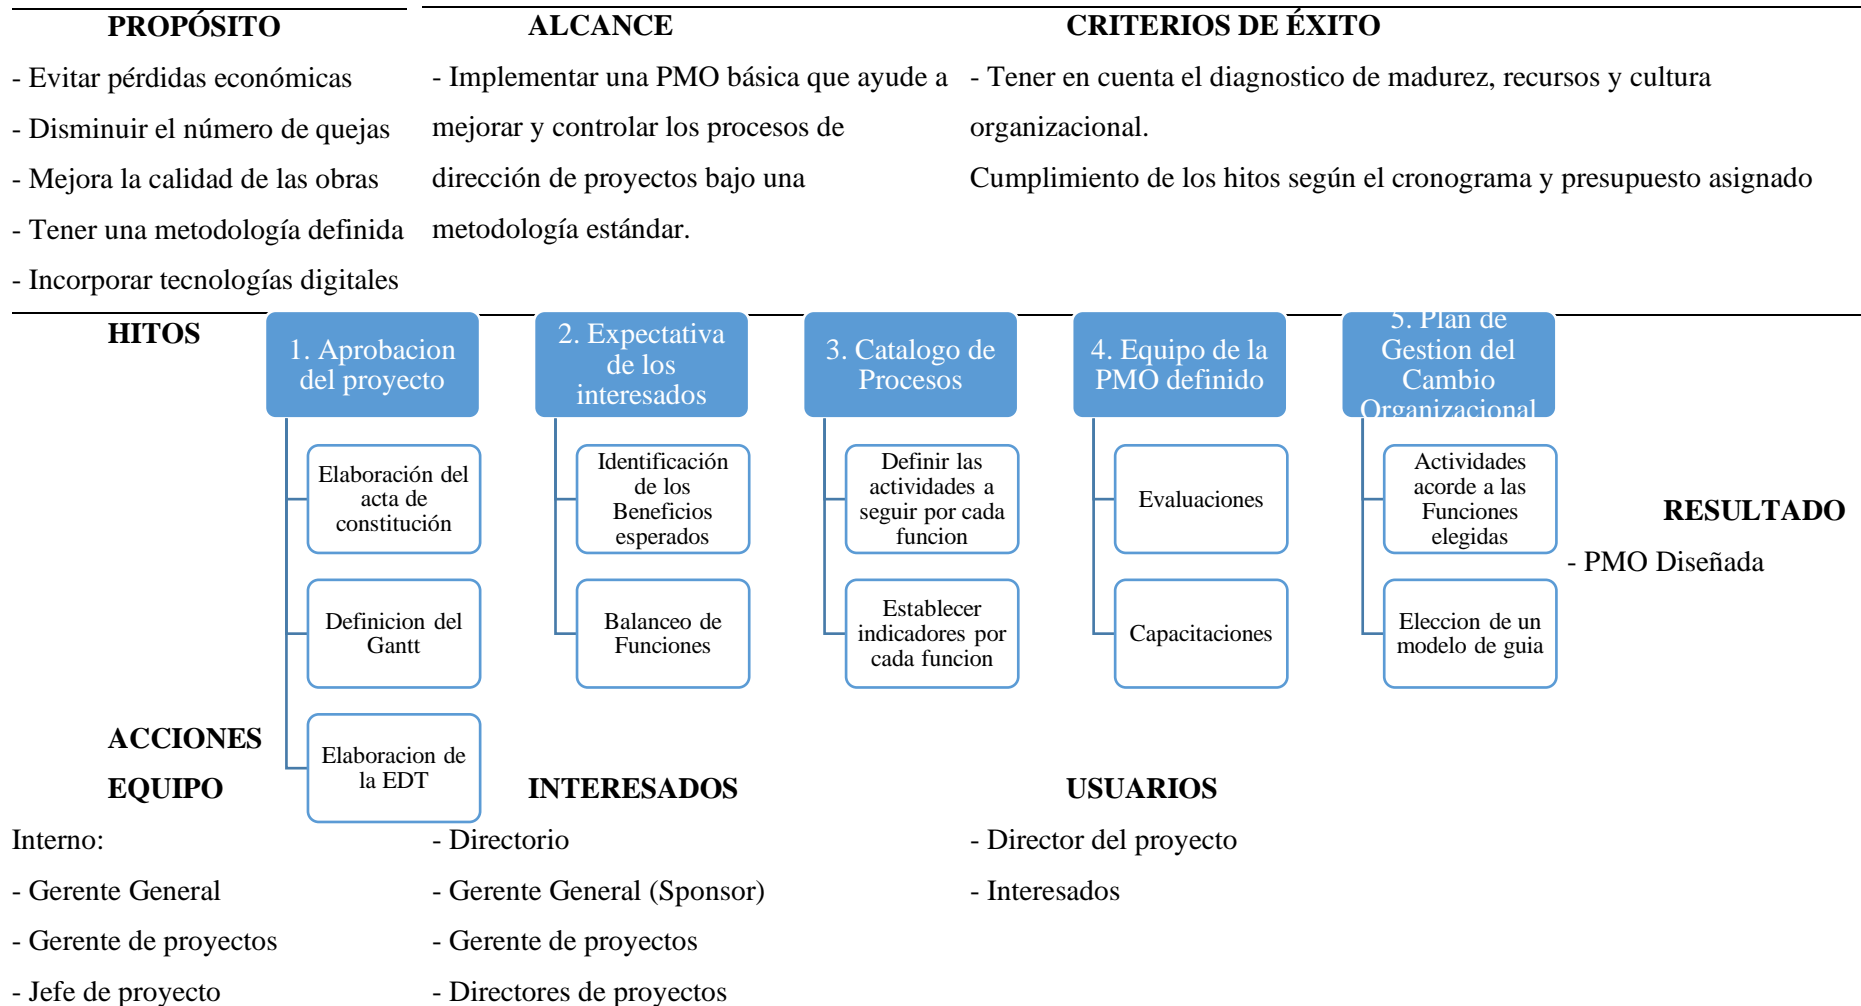 PROPÓSITO
- Evitar pérdidas económicas
- Disminuir el número de quejas
- Mejora la calidad de las obras
- Tener una metodología definida
- Incorporar tecnologías digitales
ALCANCE
- Implementar una PMO básica que ayude a
mejorar y controlar los procesos de
dirección de proyectos bajo una
metodología estándar.
CRITERIOS DE ÉXITO
- Tener en cuenta el diagnostico de madurez, recursos y cultura
organizacional.
Cumplimiento de los hitos según el cronograma y presupuesto asignado
HITOS
1. Aprobacion
del proyecto
Elaboración del
acta de
constitución
Definicion del
Gantt
Elaboracion de
la EDT
2. Expectativa
de los
interesados
Identificación
de los
Beneficios
esperados
Balanceo de
Funciones
3. Catalogo de
Procesos
Definir las
actividades a
seguir por cada
funcion
Establecer
indicadores por
cada funcion
4. Equipo de la
PMO definido
Evaluaciones
Capacitaciones
5. Plan de
Gestion del
Cambio
Organizacional
Actividades
acorde a las
Funciones
elegidas
Eleccion de un
modelo de guia
RESULTADO
- PMO Diseñada
ACCIONES
EQUIPO
Interno:
- Gerente General
- Gerente de proyectos
- Jefe de proyecto
INTERESADOS
- Directorio
- Gerente General (Sponsor)
- Gerente de proyectos
- Directores de proyectos
USUARIOS
- Director del proyecto
- Interesados